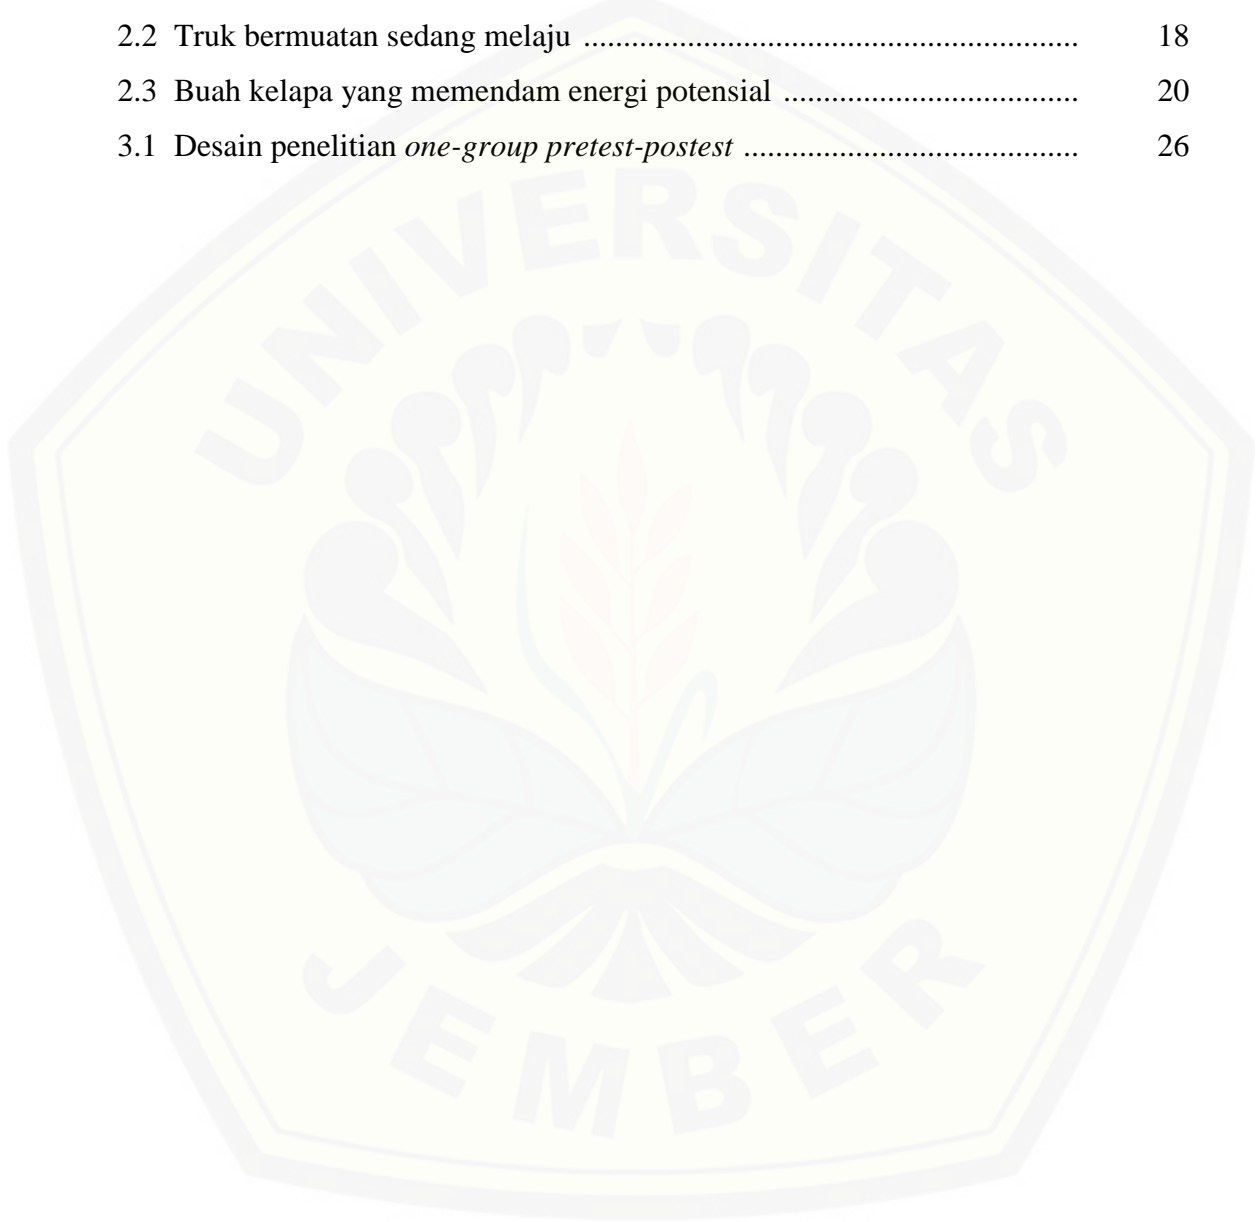 2.2 Truk bermuatan sedang melaju .............................................................. 18
2.3 Buah kelapa yang memendam energi potensial ..................................... 20
3.1 Desain penelitian one-group pretest-postest .......................................... 26
UNIVERSITAS
JEMBER